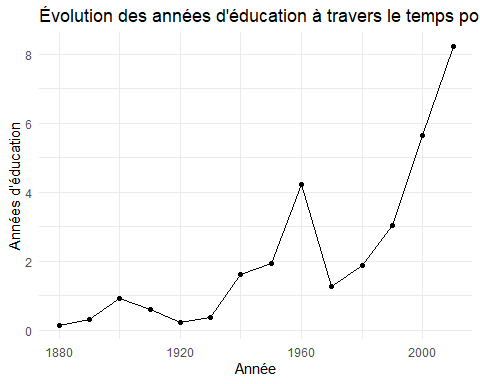 Évolution des années d'éducation à travers le temps po
Années d'éducation
8
6
4
2
0
1880 1920 1960 2000
Année